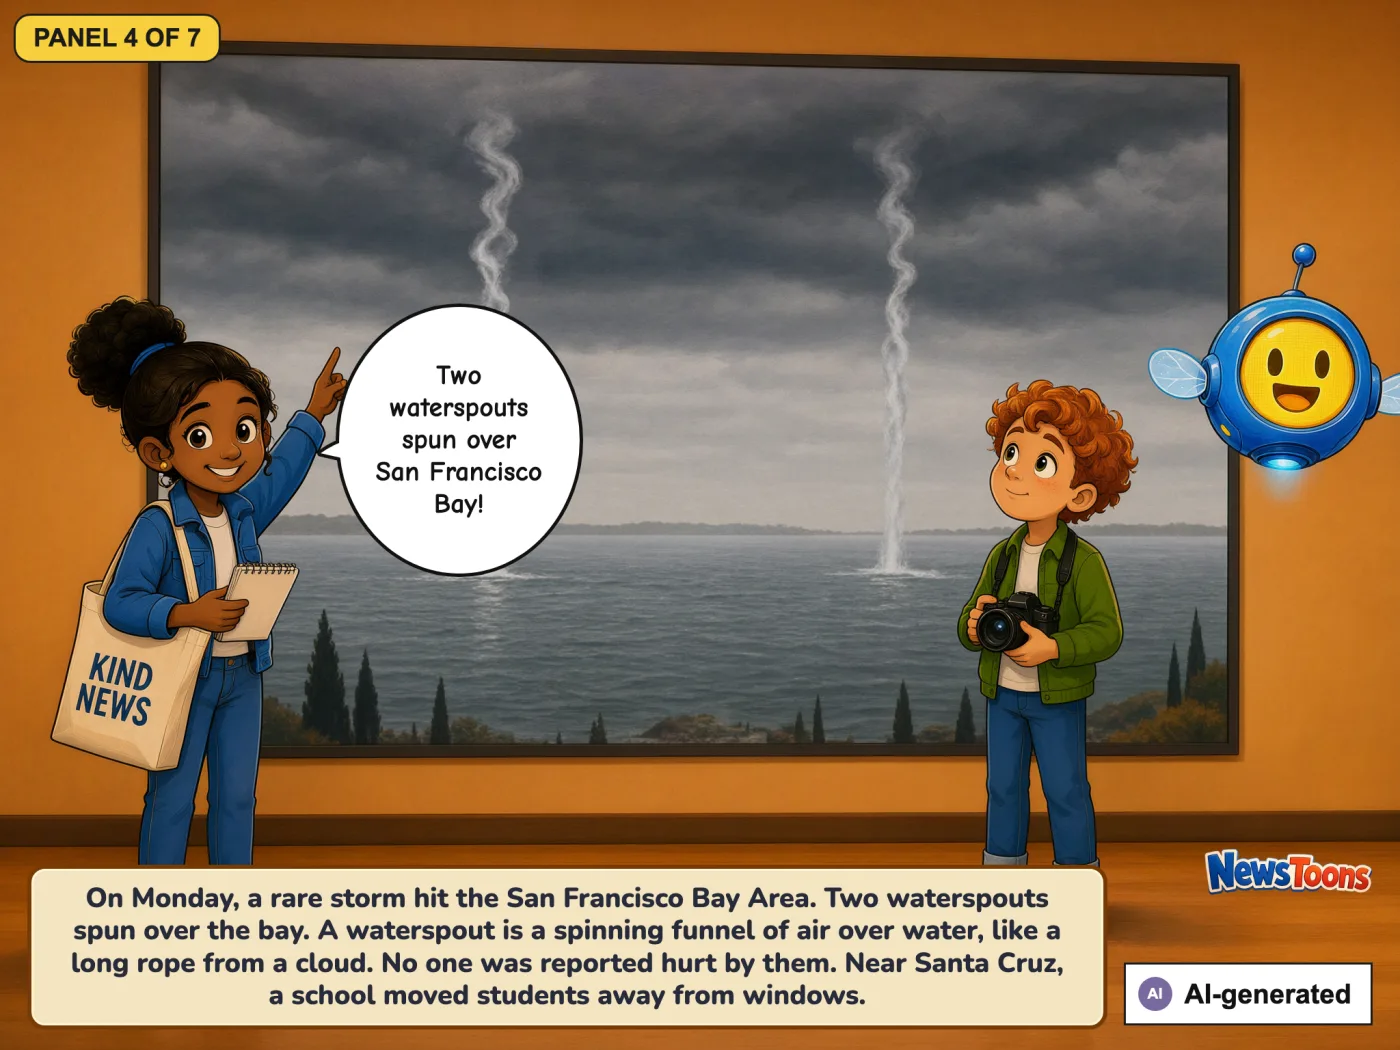 PANEL 4 OF 7
Two
waterspouts
spun over
San Francisco
Bay!
KIND
NEWS
NewsToons
On Monday, a rare storm hit the San Francisco Bay Area. Two waterspouts
spun over the bay. A waterspout is a spinning funnel of air over water, like a
long rope from a cloud. No one was reported hurt by them. Near Santa Cruz,
a school moved students away from windows.
AI AI-generated